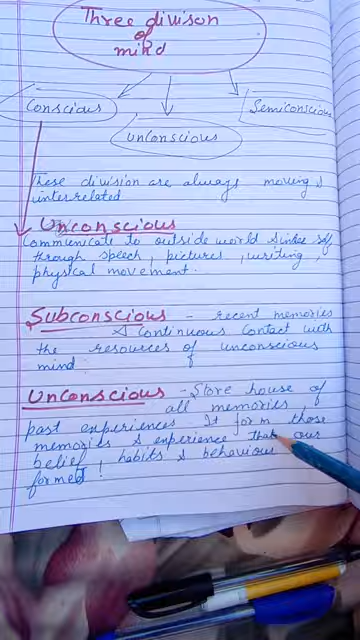 Three divison
of
mind
Conscious
Unconscious
Semiconscious
These division are always moving &
interrelated
Unconscious
Communicate to outside world & inside self
through speech, pictures, writing,
physical movement.
Subconscious - recent memories
& continuous contact with
the resources of unconscious
mind.
Unconscious - Store house of
all memories,
past experiences. It form those
memories & experience that our
belief, habits & behaviour
formed!